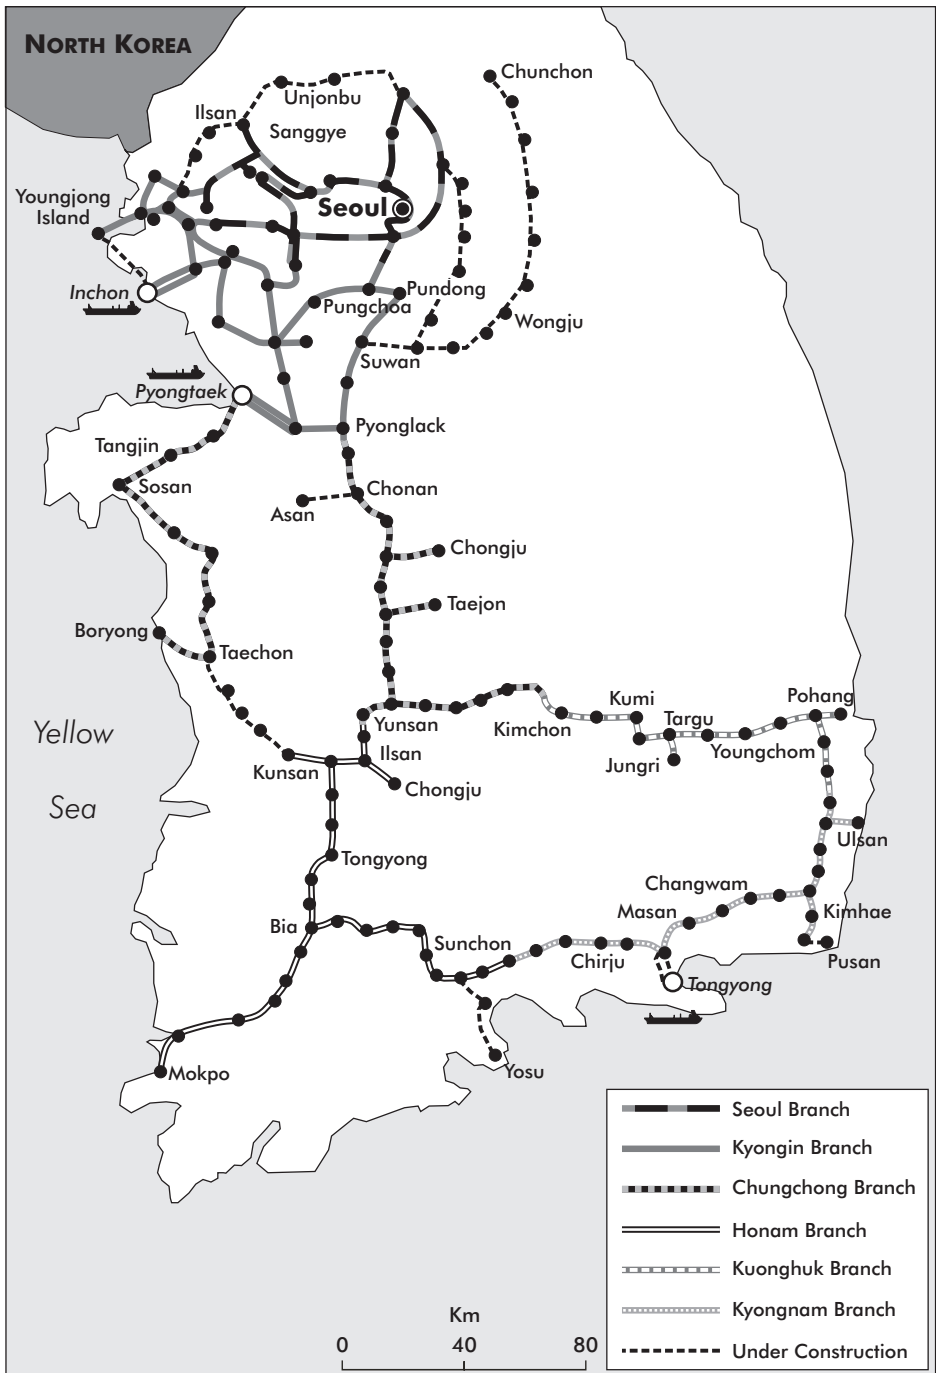 NORTH KOREA
Chunchon
Unjonbu
Ilsan
Sanggye
Youngjong
Island
Seoul
Inchon
Pundong
Pungchoa
Wongju
Suwan
Pyongtaek
Pyonglack
Tangjin
Sosan
Chonan
Asan
Chongju
Taejon
Boryong
Taechon
Yellow
Sea
Yunsan
Kimchon
Kumi
Targu
Pohang
Jungri
Youngchom
Ilsan
Kunsan
Chongju
Ulsan
Tongyong
Changwam
Masan
Kimhae
Bia
Sunchon
Chirju
Pusan
Tongyong
Mokpo
Yosu
Seoul Branch
Kyongin Branch
Chungchong Branch
Honam Branch
Kuonghuk Branch
Kyongnam Branch
Under Construction
Km
0 40 80